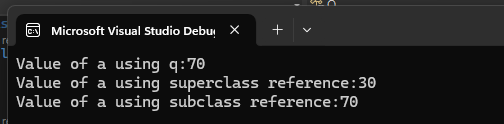 Microsoft Visual Studio Debu
Value of a using q:70
Value of a using superclass reference:30
Value of a using subclass reference:70